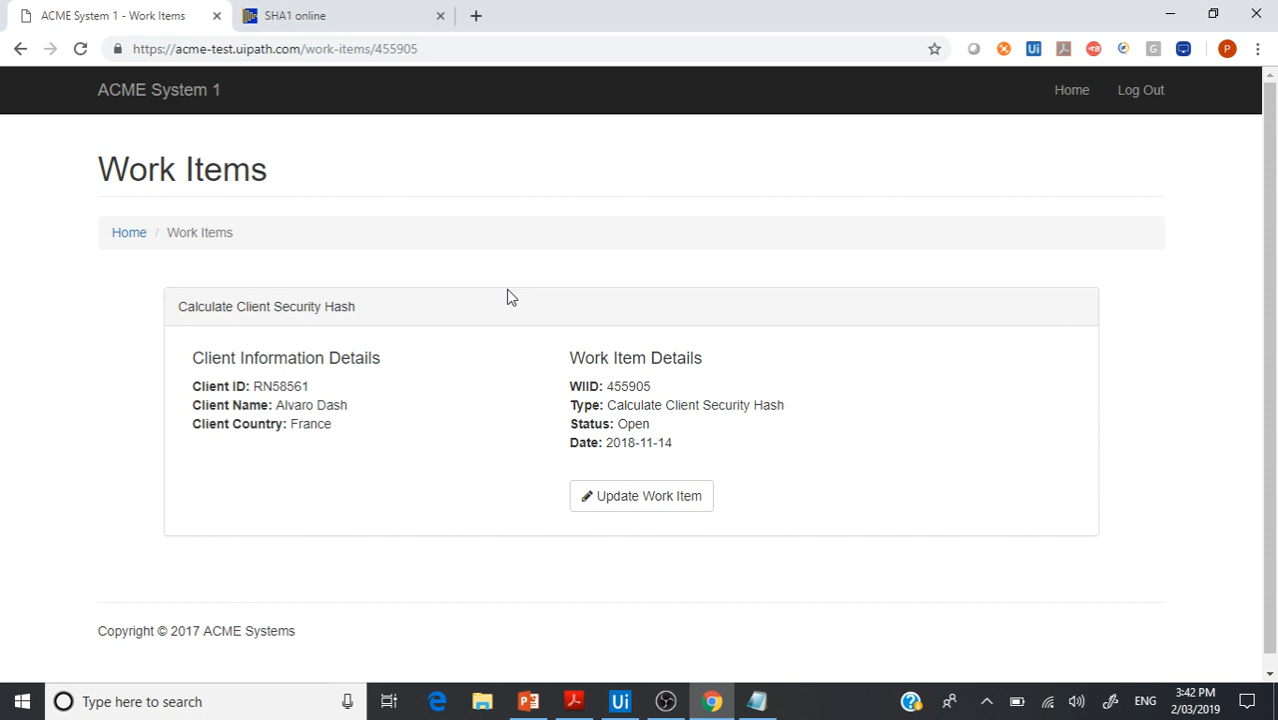 ACME System 1 - Work Items
SHA1 online
https://acme-test.uipath.com/work-items/455905
ACME System 1
Home
Log Out
Work Items
Home / Work Items
Calculate Client Security Hash
Client Information Details
Client ID: RN58561
Client Name: Alvaro Dash
Client Country: France
Work Item Details
WIID: 455905
Type: Calculate Client Security Hash
Status: Open
Date: 2018-11-14
Update Work Item
Copyright © 2017 ACME Systems
Type here to search
ENG
3:42 PM
2/03/2019